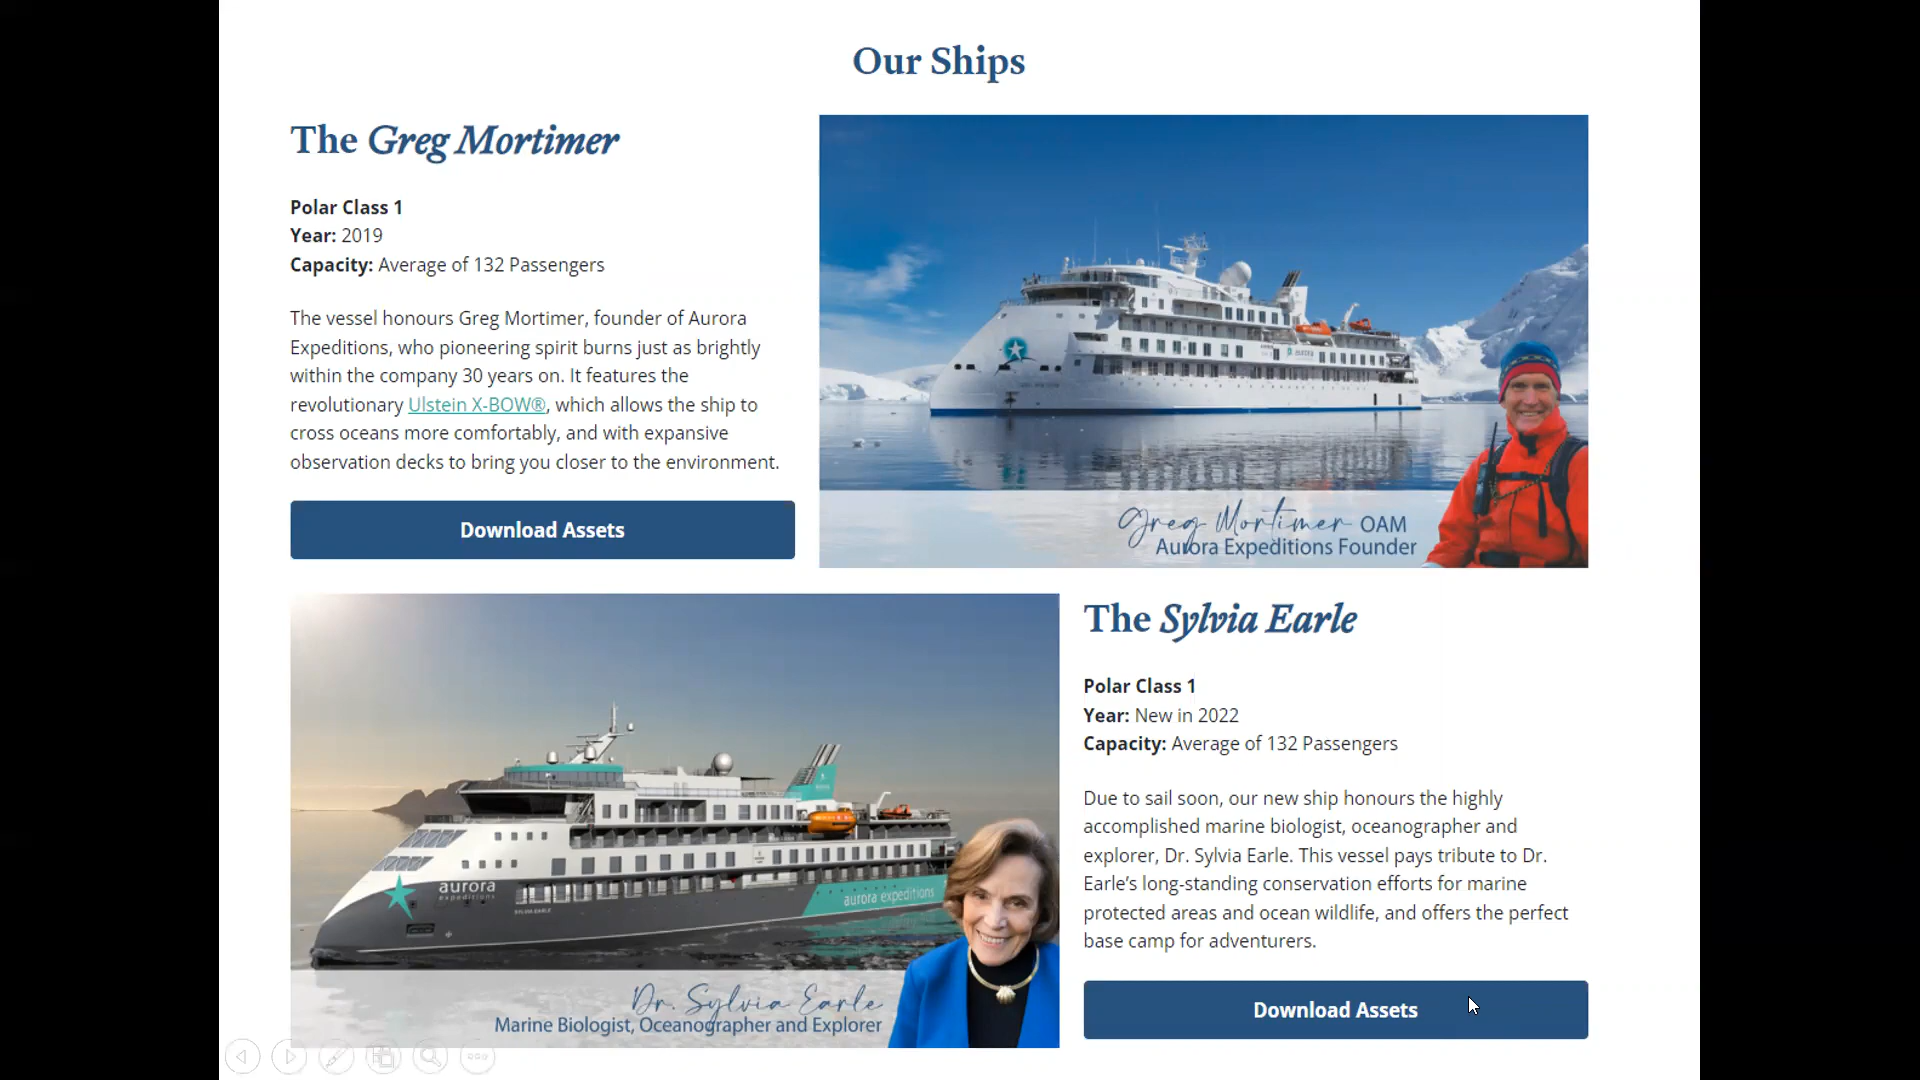 Our Ships
The Greg Mortimer
Polar Class 1
Year: 2019
Capacity: Average of 132 Passengers
The vessel honours Greg Mortimer, founder of Aurora
Expeditions, who pioneering spirit burns just as brightly
within the company 30 years on. It features the
revolutionary Ulstein X-BOW®, which allows the ship to
cross oceans more comfortably, and with expansive
observation decks to bring you closer to the environment.
Download Assets
aurora
Greg Mortimer OAM
Aurora Expeditions Founder
aurora
expeditions
SYLVIA EARLE
aurora expeditions
Dr. Sylvia Earle
Marine Biologist, Oceanographer and Explorer
The Sylvia Earle
Polar Class 1
Year: New in 2022
Capacity: Average of 132 Passengers
Due to sail soon, our new ship honours the highly
accomplished marine biologist, oceanographer and
explorer, Dr. Sylvia Earle. This vessel pays tribute to Dr.
Earle’s long-standing conservation efforts for marine
protected areas and ocean wildlife, and offers the perfect
base camp for adventurers.
Download Assets